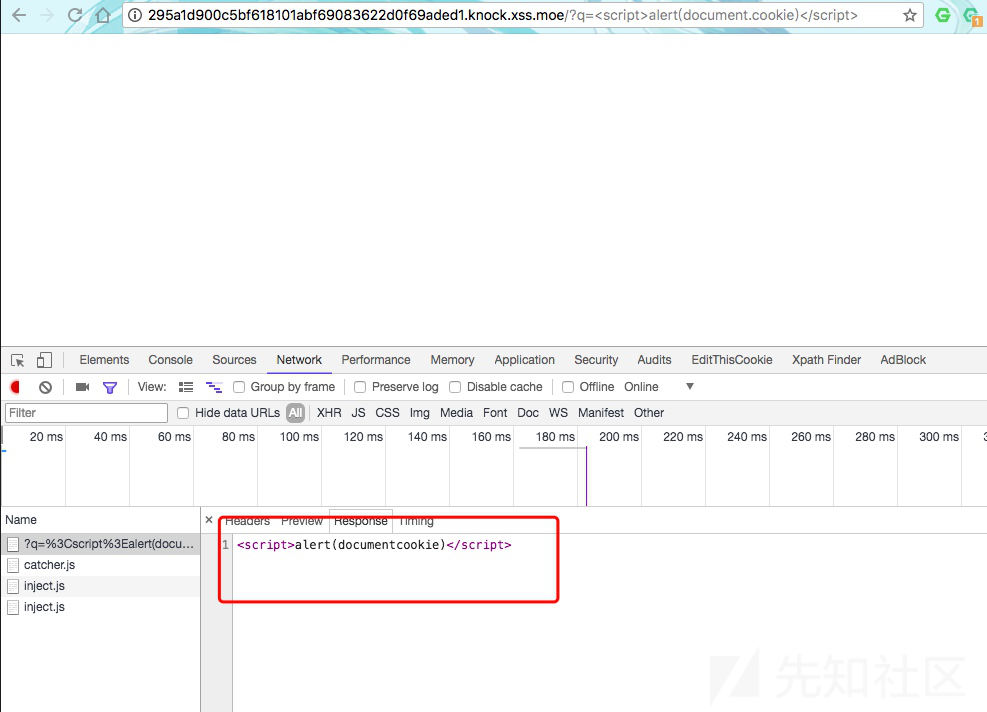 295a1d900c5bf618101abf69083622d0f69aded1.knock.xss.moe/?q=<script>alert(document.cookie)</script>
1
Elements Console Sources Network Performance Memory Application Security Audits EditThisCookie Xpath Finder AdBlock
View: Group by frame Preserve log Disable cache Offline Online
Filter Hide data URLs All XHR JS CSS Img Media Font Doc WS Manifest Other
20 ms 40 ms 60 ms 80 ms 100 ms 120 ms 140 ms 160 ms 180 ms 200 ms 220 ms 240 ms 260 ms 280 ms 300 ms 3
Name × Headers Preview Response Timing
?q=%3Cscript%3Ealert(docu... 1 <script>alert(documentcookie)</script>
catcher.js
inject.js
inject.js
先知社区